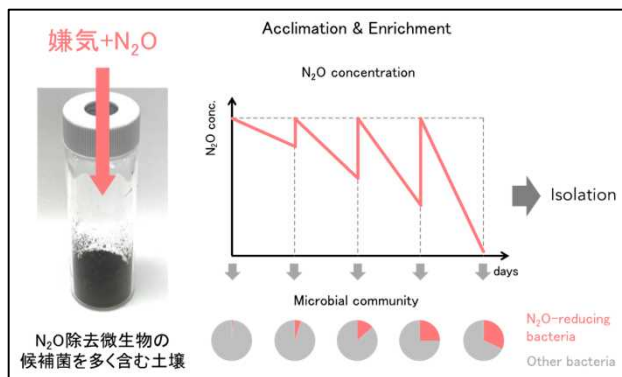 嫌気+N₂O
N₂O除去微生物の
候補菌を多く含む土壌
Acclimation & Enrichment
N₂O concentration
N₂O conc.
days
Isolation
Microbial community
N₂O-reducing
bacteria
Other bacteria